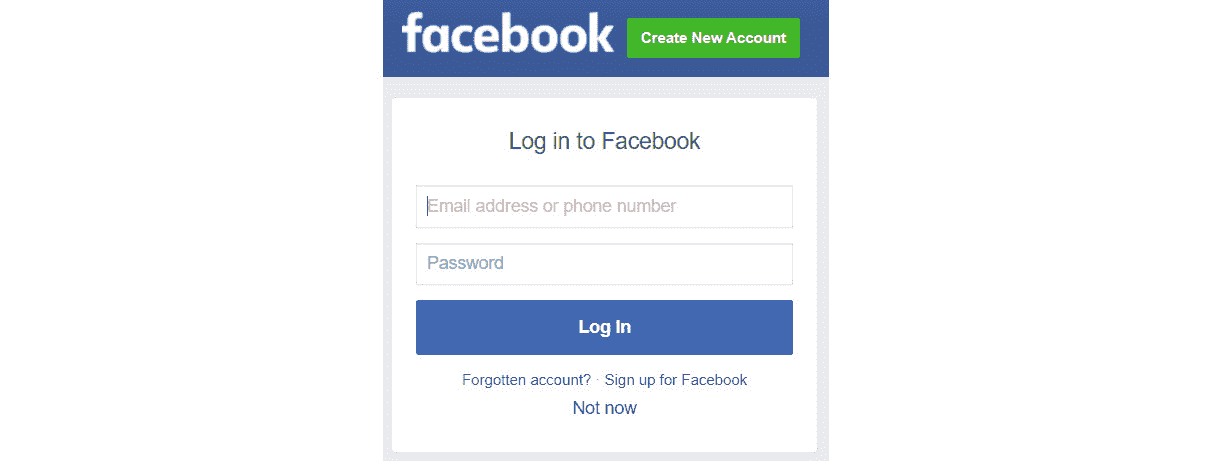 facebook Create New Account
Log in to Facebook
Email address or phone number
Password
Log In
Forgotten account? · Sign up for Facebook
Not now